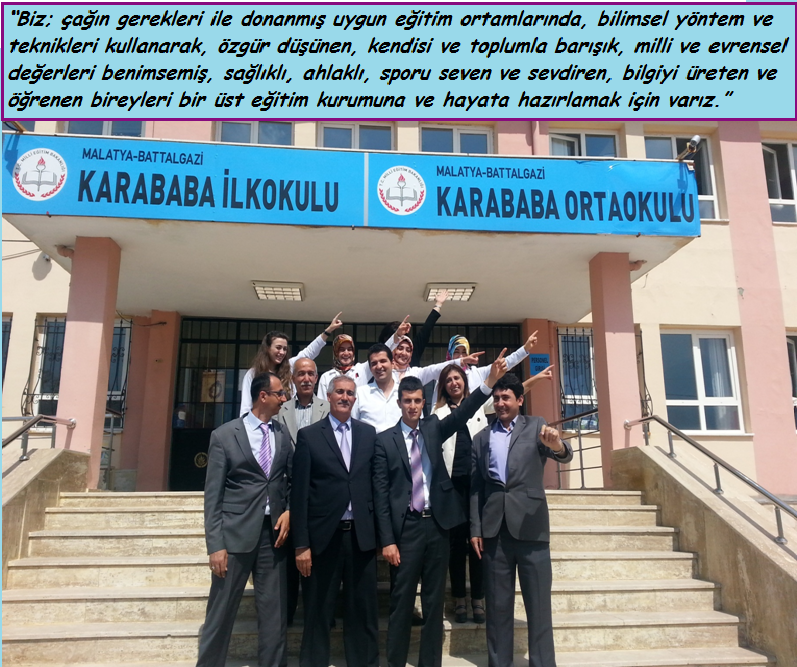 “Biz; çağın gerekleri ile donanmış uygun eğitim ortamlarında, bilimsel yöntem ve
teknikleri kullanarak, özgür düşünen, kendisi ve toplumla barışık, milli ve evrensel
değerleri benimsemiş, sağlıklı, ahlaklı, sporu seven ve sevdiren, bilgiyi üreten ve
öğrenen bireyleri bir üst eğitim kurumuna ve hayata hazırlamak için varız.”
MALATYA-BATTALGAZİ
KARABABA İLKOKULU
MALATYA-BATTALGAZİ
KARABABA ORTAOKULU